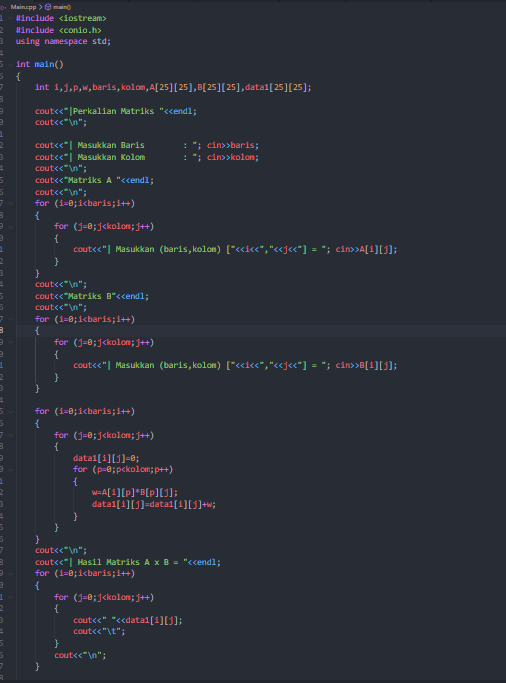 Main.cpp > main()
#include <iostream>
#include <conio.h>
using namespace std;
int main()
{
int i,j,p,w,baris,kolom,A[25][25],B[25][25],data1[25][25];
cout<<"|Perkalian Matriks "<<endl;
cout<<"\n";
cout<<"| Masukkan Baris : "; cin>>baris;
cout<<"| Masukkan Kolom : "; cin>>kolom;
cout<<"\n";
cout<<"Matriks A "<<endl;
cout<<"\n";
for (i=0;i<baris;i++)
{
for (j=0;j<kolom;j++)
{
cout<<"| Masukkan (baris,kolom) ["<<i<<","<<j<<"] = "; cin>>A[i][j];
}
}
cout<<"\n";
cout<<"Matriks B"<<endl;
cout<<"\n";
for (i=0;i<baris;i++)
{
for (j=0;j<kolom;j++)
{
cout<<"| Masukkan (baris,kolom) ["<<i<<","<<j<<"] = "; cin>>B[i][j];
}
}
for (i=0;i<baris;i++)
{
for (j=0;j<kolom;j++)
{
data1[i][j]=0;
for (p=0;p<kolom;p++)
{
w=A[i][p]*B[p][j];
data1[i][j]=data1[i][j]+w;
}
}
}
cout<<"\n";
cout<<"| Hasil Matriks A x B = "<<endl;
for (i=0;i<baris;i++)
{
for (j=0;j<kolom;j++)
{
cout<<" "<<data1[i][j];
cout<<"\t";
}
cout<<"\n";
}